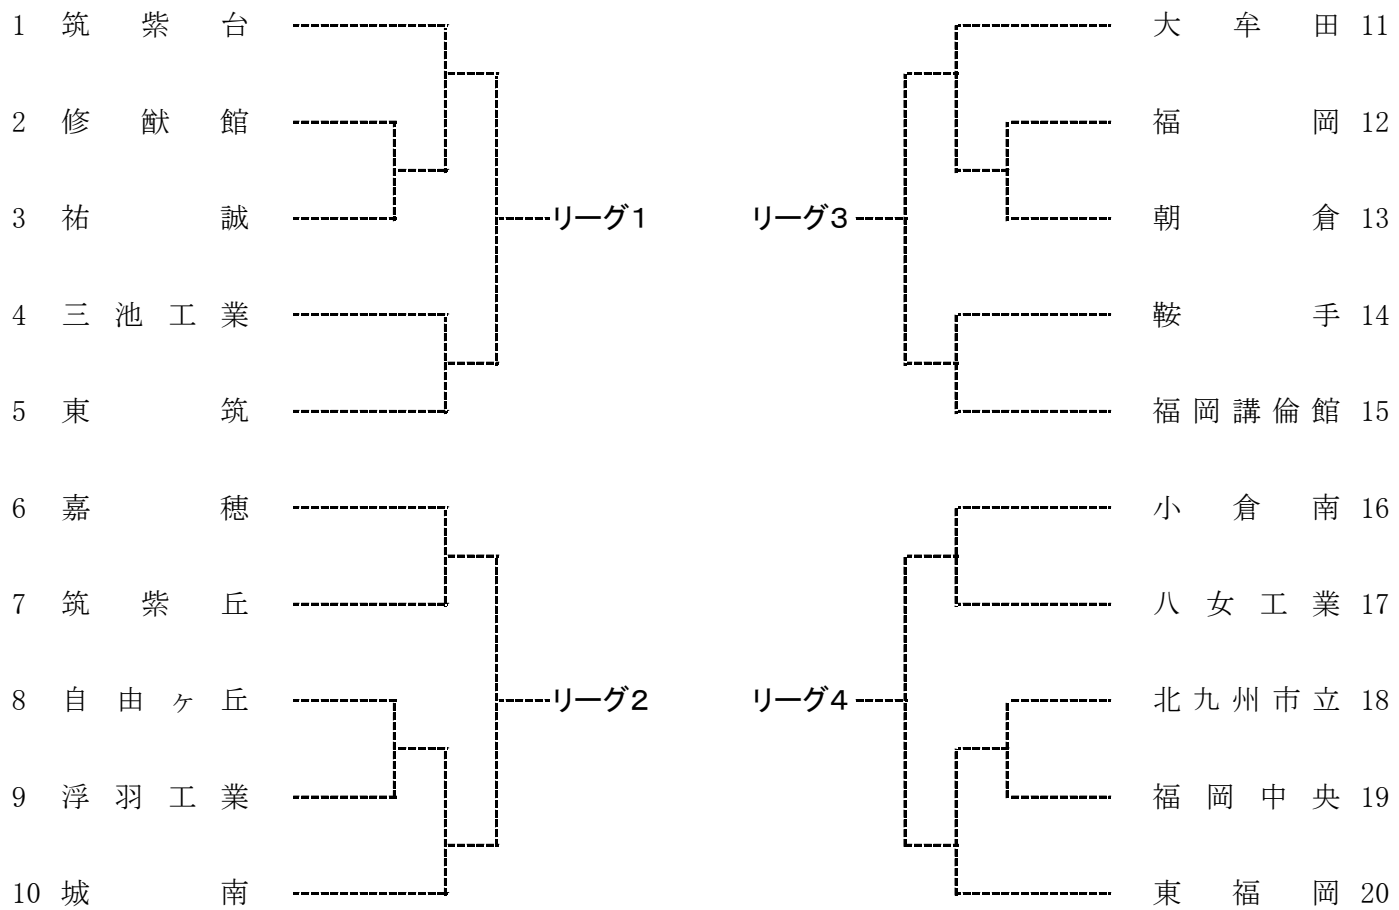 1 筑紫台
2 修猷館
3 祐誠
リーグ1
4 三池工業
5 東筑
6 嘉穂
7 筑紫丘
8 自由ヶ丘
リーグ2
9 浮羽工業
10 城南
大牟田 11
福岡 12
朝倉 13
リーグ3
鞍手 14
福岡講倫館 15
小倉南 16
八女工業 17
北九州市立 18
リーグ4
福岡中央 19
東福岡 20